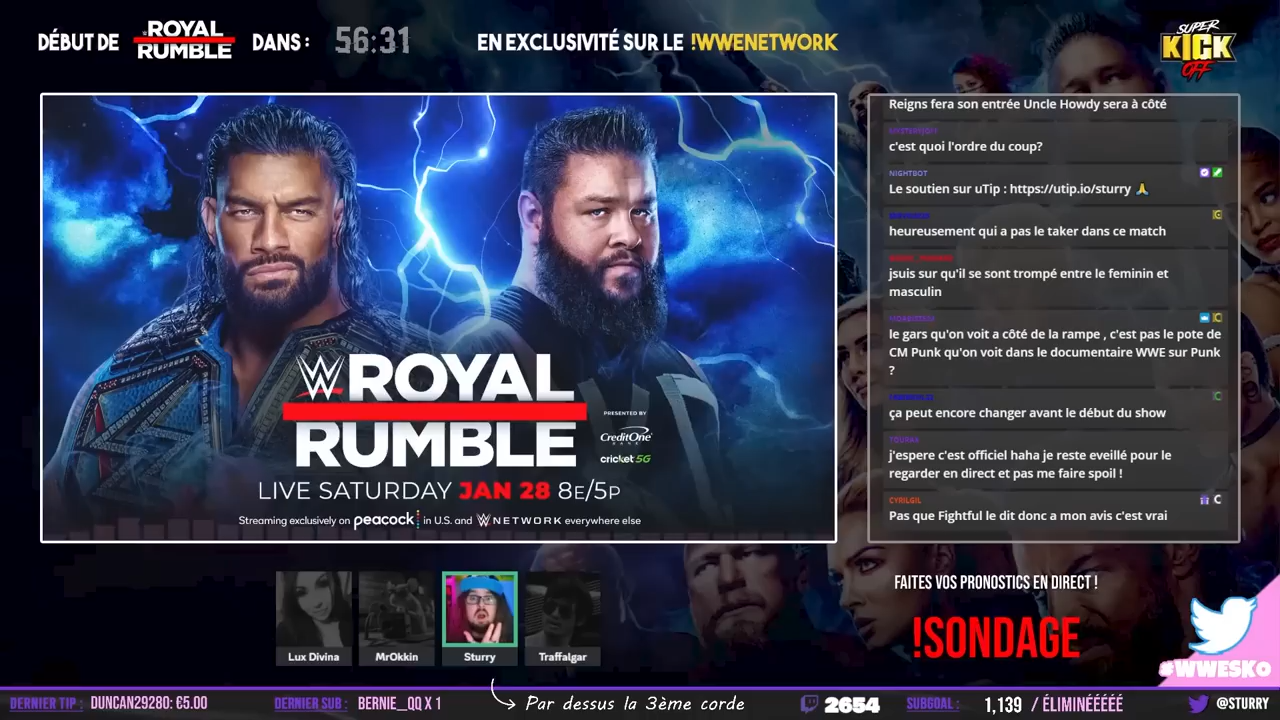 DÉBUT DE ROYAL RUMBLE DANS : 56:31 EN EXCLUSIVITÉ SUR LE !WWENETWORK
SUPER KICK OFF
W ROYAL RUMBLE
PRESENTED BY
CreditOne BANK
cricket 5G
LIVE SATURDAY JAN 28 8E/5P
Streaming exclusively on peacock in U.S. and W NETWORK everywhere else
Reigns fera son entrée Uncle Howdy sera à côté
c'est quoi l'ordre du coup?
NIGHTBOT
Le soutien sur uTip : https://utip.io/sturry 🙏
heureusement qui a pas le taker dans ce match
jsuis sur qu'il se sont trompé entre le feminin et
masculin
le gars qu'on voit a côté de la rampe , c'est pas le pote de
CM Punk qu'on voit dans le documentaire WWE sur Punk
?
ça peut encore changer avant le début du show
j'espere c'est officiel haha je reste eveillé pour le
regarder en direct et pas me faire spoil !
CYRILGIL
Pas que Fightful le dit donc a mon avis c'est vrai
Lux Divina
MrOkkin
Sturry
Traffalgar
FAITES VOS PRONOSTICS EN DIRECT !
!SONDAGE
#WWESKO
DERNIER TIP : DUNCAN29280: €5.00 DERNIER SUB : BERNIE_QQ X 1 Par dessus la 3ème corde 2654 SUBGOAL : 1,139 / ÉLIMINÉÉÉÉÉ @STURRY